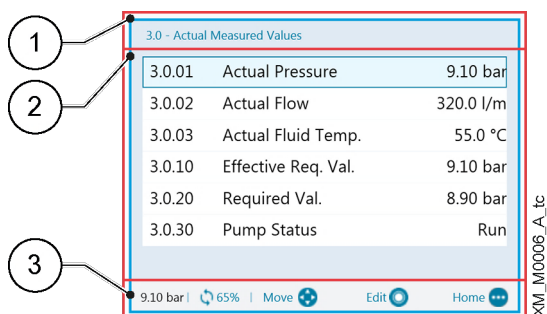 1
3.0 - Actual Measured Values
2
3.0.01 Actual Pressure 9.10 bar
3.0.02 Actual Flow 320.0 l/m
3.0.03 Actual Fluid Temp. 55.0 °C
3.0.10 Effective Req. Val. 9.10 bar
3.0.20 Required Val. 8.90 bar
3.0.30 Pump Status Run
3
9.10 bar | 65% | Move Edit Home
XM_M0006_A_tc